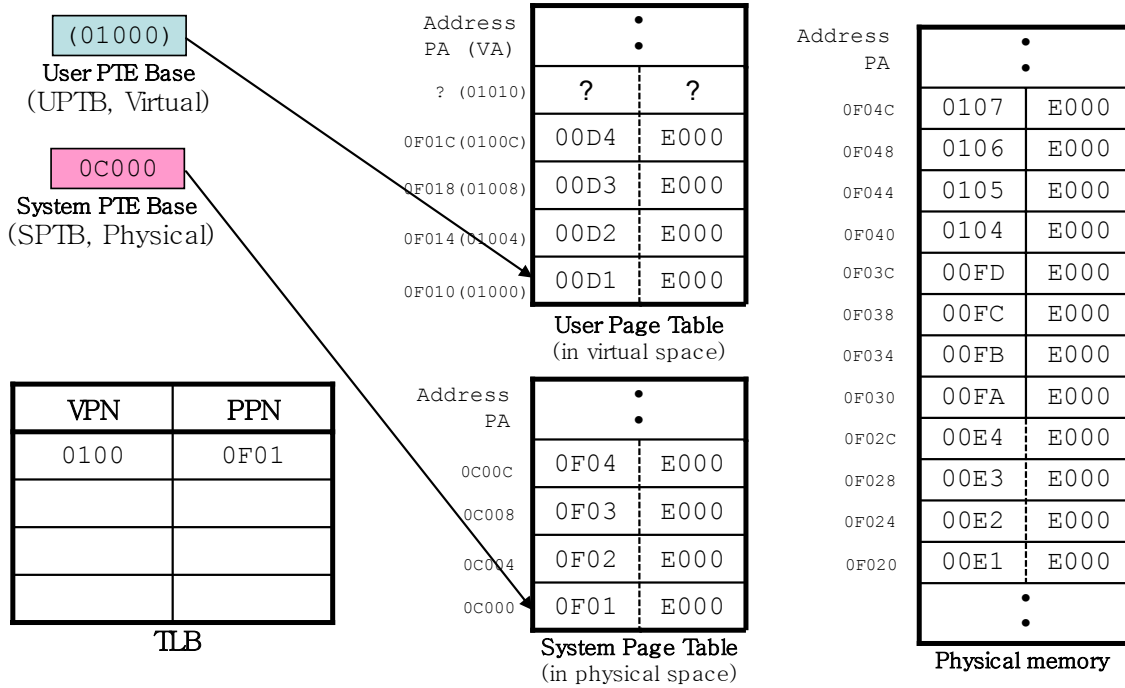 (01000)
User PTE Base
(UPTB, Virtual)
0C000
System PTE Base
(SPTB, Physical)
VPN PPN
0100 0F01
TLB
Address
PA (VA)
? (01010) ? ?
0F01C(0100C) 00D4 E000
0F018(01008) 00D3 E000
0F014(01004) 00D2 E000
0F010(01000) 00D1 E000
User Page Table
(in virtual space)
Address
PA
0C00C 0F04 E000
0C008 0F03 E000
0C004 0F02 E000
0C000 0F01 E000
System Page Table
(in physical space)
Address
PA
0F04C 0107 E000
0F048 0106 E000
0F044 0105 E000
0F040 0104 E000
0F03C 00FD E000
0F038 00FC E000
0F034 00FB E000
0F030 00FA E000
0F02C 00E4 E000
0F028 00E3 E000
0F024 00E2 E000
0F020 00E1 E000
Physical memory